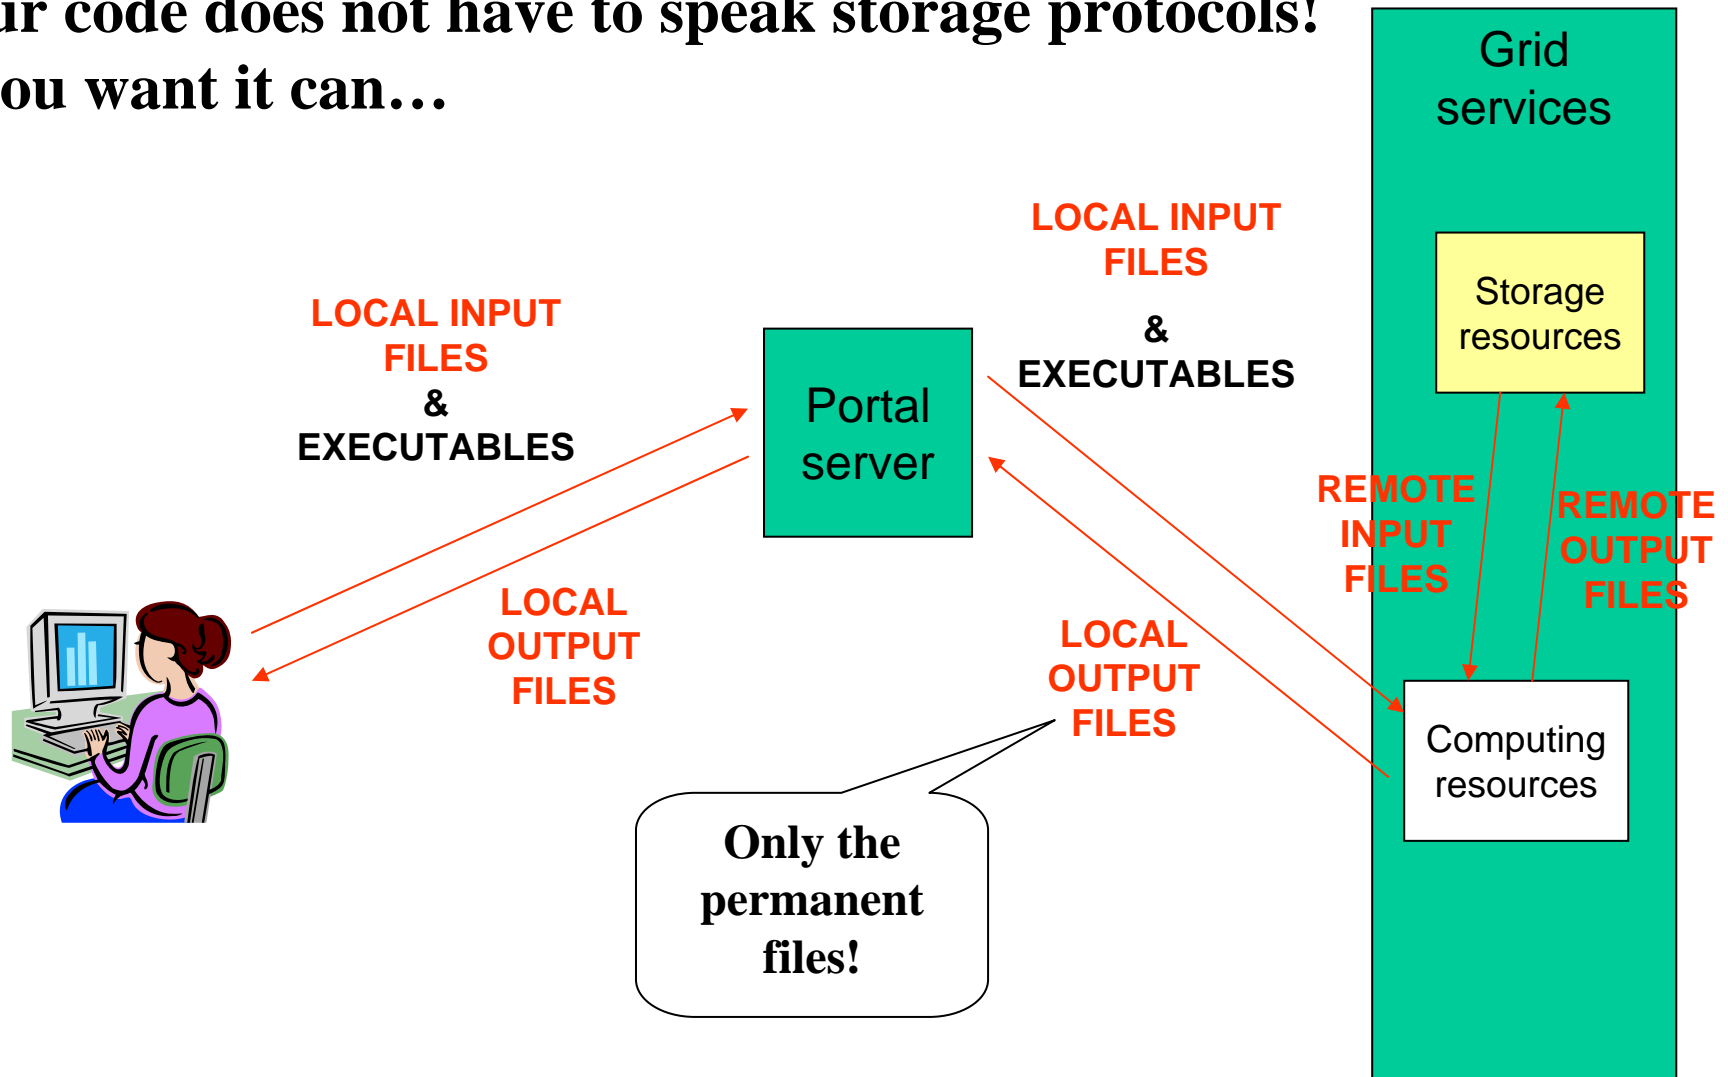 ur code does not have to speak storage protocols!
ou want it can…
Grid
services
LOCAL INPUT
FILES
&
EXECUTABLES
LOCAL INPUT
FILES
&
EXECUTABLES
Storage
resources
Portal
server
REMOTE
INPUT
FILES
REMOTE
OUTPUT
FILES
LOCAL
OUTPUT
FILES
LOCAL
OUTPUT
FILES
Computing
resources
Only the
permanent
files!